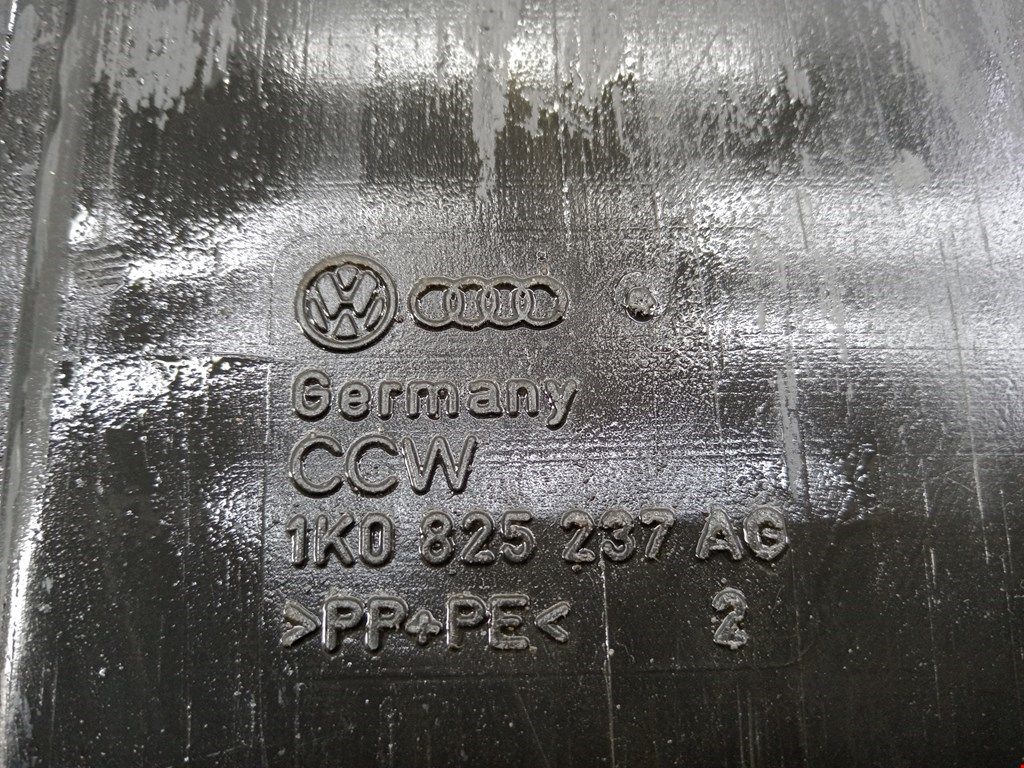 Germany
CCW
1K0 825 237 AG
>PP+PE< 2